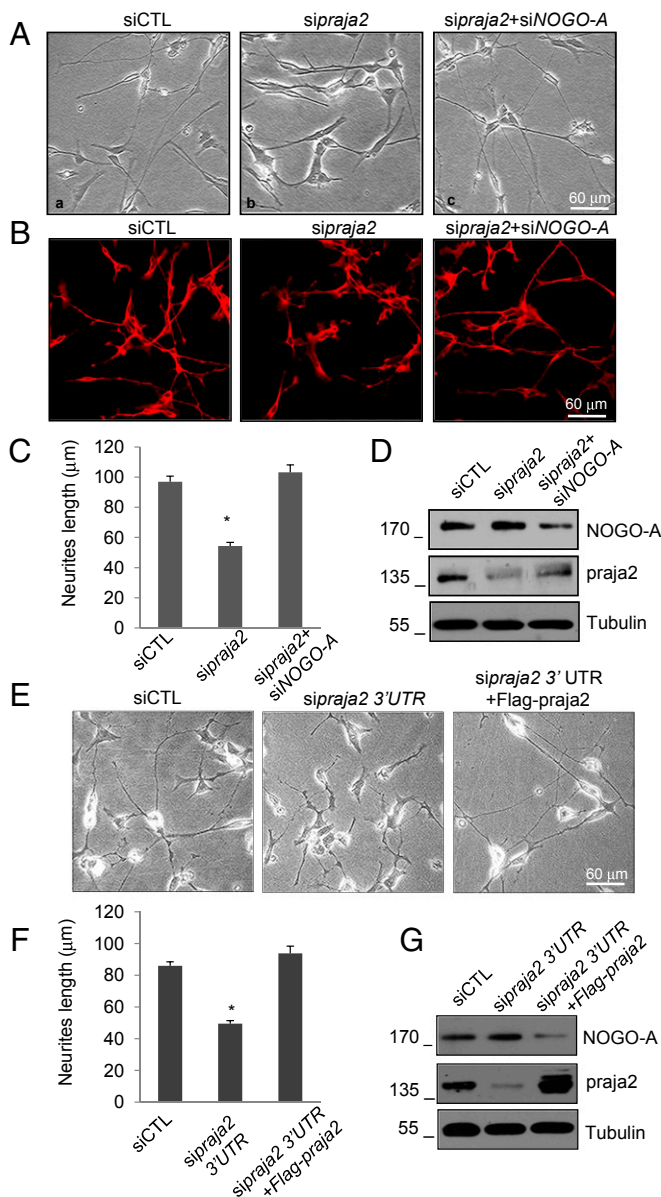 A
siCTL
sipraja2
sipraja2+siNOGO-A
a
b
c
60 µm
B
siCTL
sipraja2
sipraja2+siNOGO-A
60 µm
C
Neurites length (µm)
120
100
80
60
40
20
0
*
siCTL
sipraja2
sipraja2+
siNOGO-A
D
siCTL
sipraja2
sipraja2+
siNOGO-A
170
NOGO-A
135
praja2
55
Tubulin
E
siCTL
sipraja2 3'UTR
sipraja2 3' UTR
+Flag-praja2
60 µm
F
Neurites length (µm)
120
100
80
60
40
20
0
*
siCTL
sipraja2
3'UTR
sipraja2 3'UTR
+Flag-praja2
G
siCTL
sipraja2 3'UTR
sipraja2 3'UTR
+Flag-praja2
170
NOGO-A
135
praja2
55
Tubulin